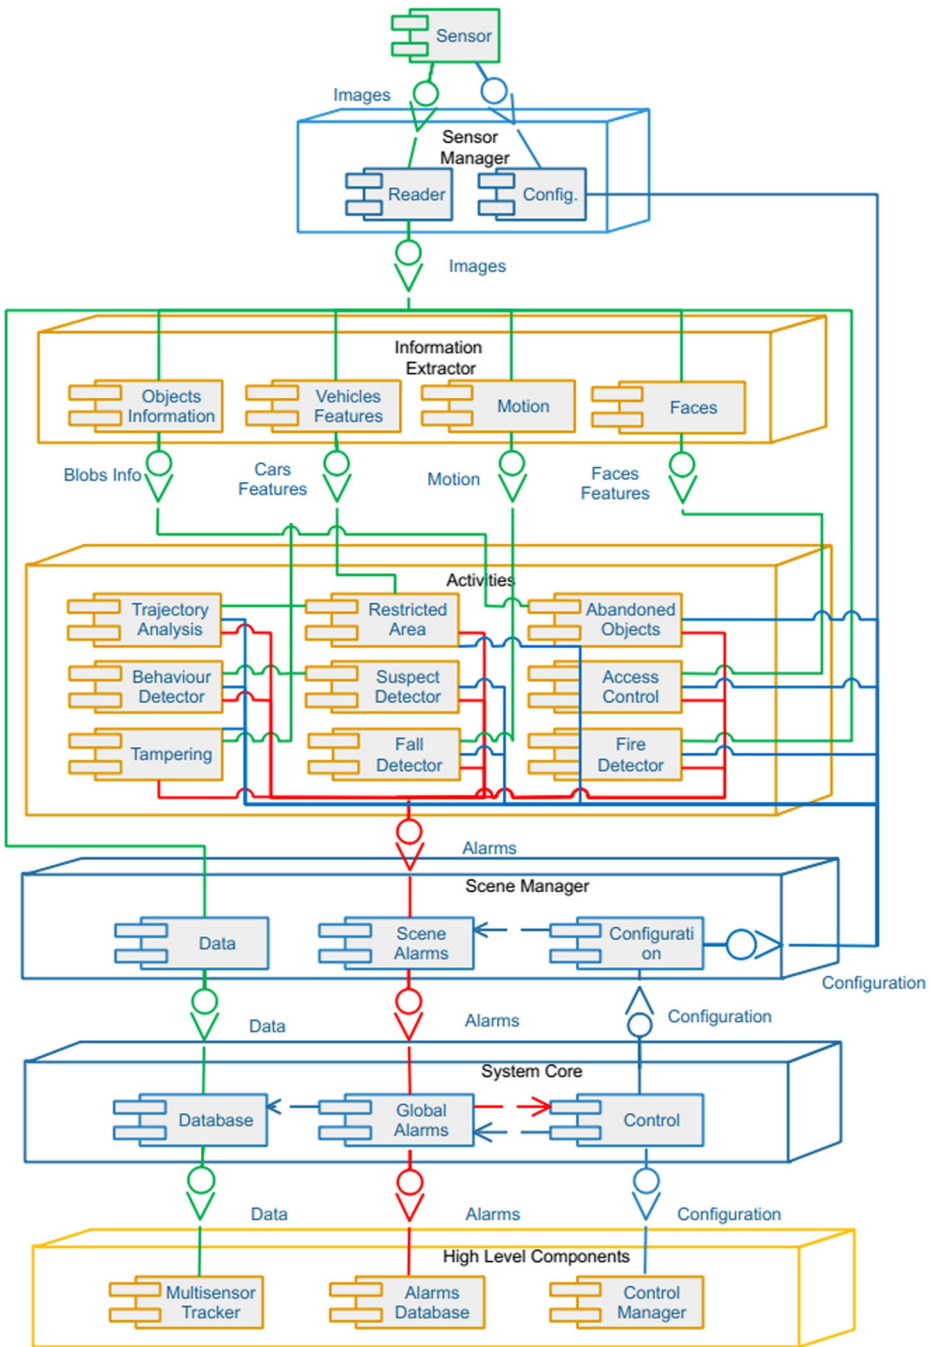 Sensor
Images
Sensor
Manager
Reader
Config.
Images
Information
Extractor
Objects
Information
Vehicles
Features
Motion
Faces
Blobs Info
Cars
Features
Motion
Faces
Features
Activities
Trajectory
Analysis
Restricted
Area
Abandoned
Objects
Behaviour
Detector
Suspect
Detector
Access
Control
Tampering
Fall
Detector
Fire
Detector
Alarms
Scene Manager
Data
Scene
Alarms
Configurati
on
Configuration
Data
Alarms
Configuration
System Core
Database
Global
Alarms
Control
Data
Alarms
Configuration
High Level Components
Multisensor
Tracker
Alarms
Database
Control
Manager